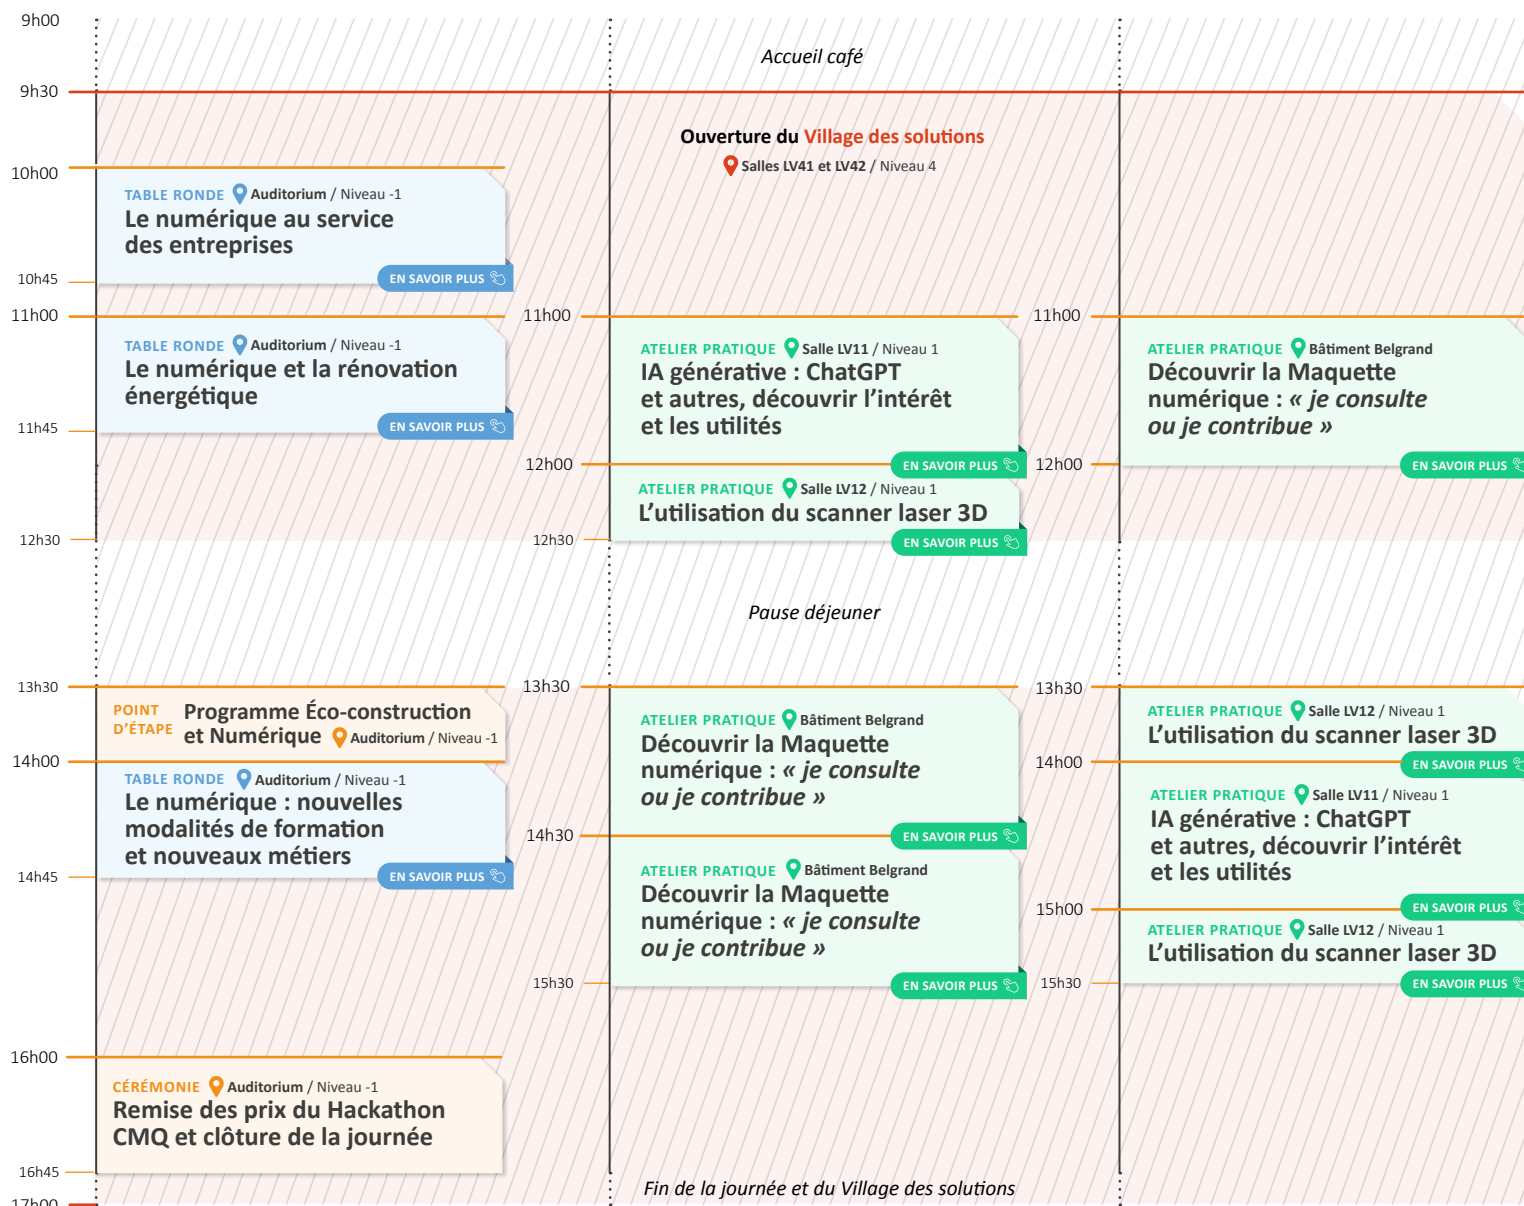 9h00
Accueil café
9h30
Ouverture du Village des solutions
Salles LV41 et LV42 / Niveau 4
10h00
TABLE RONDE Auditorium / Niveau -1
Le numérique au service
des entreprises
10h45
EN SAVOIR PLUS
11h00
TABLE RONDE Auditorium / Niveau -1
Le numérique et la rénovation
énergétique
11h45
EN SAVOIR PLUS
11h00
ATELIER PRATIQUE Salle LV11 / Niveau 1
IA générative : ChatGPT
et autres, découvrir l'intérêt
et les utilités
12h00
EN SAVOIR PLUS
ATELIER PRATIQUE Salle LV12 / Niveau 1
L'utilisation du scanner laser 3D
12h30
EN SAVOIR PLUS
11h00
ATELIER PRATIQUE Bâtiment Belgrand
Découvrir la Maquette
numérique : « je consulte
ou je contribue »
12h00
EN SAVOIR PLUS
12h30
Pause déjeuner
13h30
POINT
D'ÉTAPE
Programme Éco-construction
et Numérique Auditorium / Niveau -1
14h00
TABLE RONDE Auditorium / Niveau -1
Le numérique : nouvelles
modalités de formation
et nouveaux métiers
14h45
EN SAVOIR PLUS
13h30
ATELIER PRATIQUE Bâtiment Belgrand
Découvrir la Maquette
numérique : « je consulte
ou je contribue »
14h30
EN SAVOIR PLUS
ATELIER PRATIQUE Bâtiment Belgrand
Découvrir la Maquette
numérique : « je consulte
ou je contribue »
15h30
EN SAVOIR PLUS
13h30
ATELIER PRATIQUE Salle LV12 / Niveau 1
L'utilisation du scanner laser 3D
14h00
EN SAVOIR PLUS
ATELIER PRATIQUE Salle LV11 / Niveau 1
IA générative : ChatGPT
et autres, découvrir l'intérêt
et les utilités
15h00
EN SAVOIR PLUS
ATELIER PRATIQUE Salle LV12 / Niveau 1
L'utilisation du scanner laser 3D
15h30
EN SAVOIR PLUS
16h00
CÉRÉMONIE Auditorium / Niveau -1
Remise des prix du Hackathon
CMQ et clôture de la journée
16h45
Fin de la journée et du Village des solutions
17h00